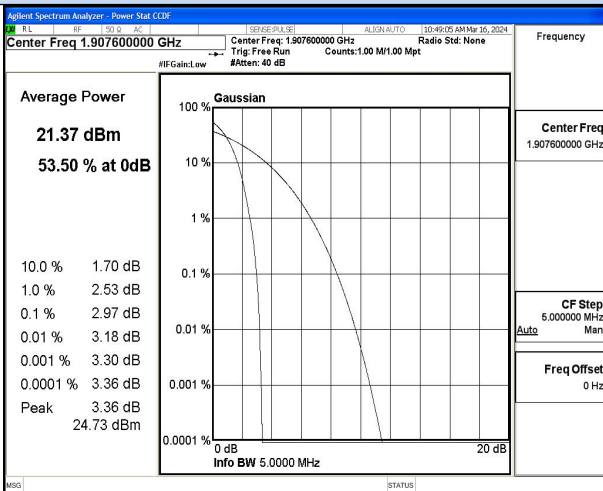 Agilent Spectrum Analyzer - Power Stat CCDF
RL RF 50 Ω AC SENSE:PULSE ALIGN AUTO 10:49:05 AM Mar 16, 2024
Center Freq 1.907600000 GHz
Center Freq: 1.907600000 GHz Radio Std: None
Trig: Free Run Counts:1.00 M/1.00 Mpt
#IFGain:Low #Atten: 40 dB
Average Power
21.37 dBm
53.50 % at 0dB
10.0 % 1.70 dB
1.0 % 2.53 dB
0.1 % 2.97 dB
0.01 % 3.18 dB
0.001 % 3.30 dB
0.0001 % 3.36 dB
Peak 3.36 dB
24.73 dBm
Gaussian
100 %
10 %
1 %
0.1 %
0.01 %
0.001 %
0.0001 %
0 dB 20 dB
Info BW 5.0000 MHz
Frequency
Center Freq
1.907600000 GHz
CF Step
5.000000 MHz
Auto Man
Freq Offset
0 Hz
MSG STATUS